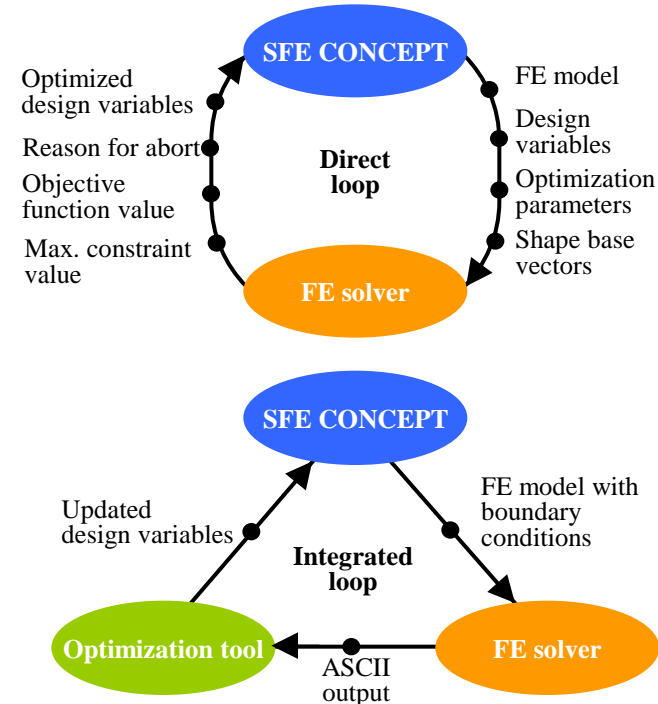 SFE CONCEPT
Optimized
design variables
Reason for abort
Objective
function value
Max. constraint
value
Direct
loop
FE model
Design
variables
Optimization
parameters
Shape base
vectors
FE solver
SFE CONCEPT
Updated
design variables
Integrated
loop
FE model with
boundary
conditions
Optimization tool
ASCII
output
FE solver